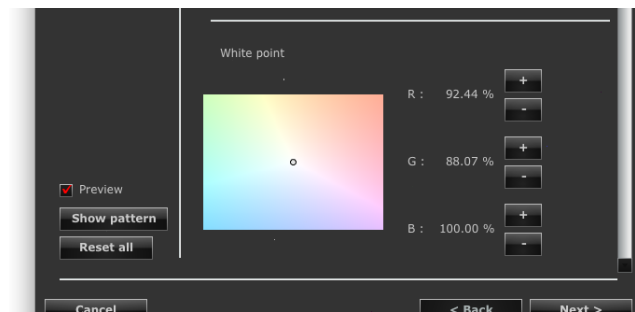 White point
R : 92.44 %
+
-
G : 88.07 %
+
-
Preview
Show pattern
B : 100.00 %
+
-
Reset all
Cancel
< Back
Next >